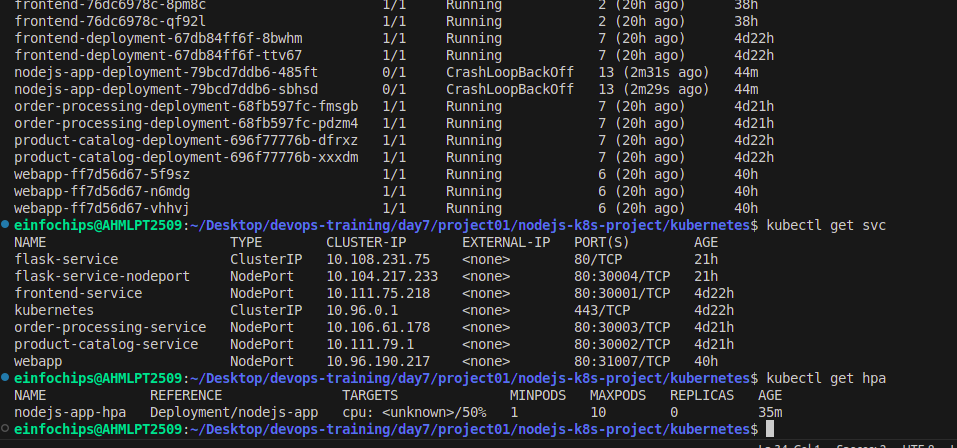 frontend-76dc6978c-8pm8c 1/1 Running 2 (20h ago) 38h
frontend-76dc6978c-qf92l 1/1 Running 2 (20h ago) 38h
frontend-deployment-67db84ff6f-8bwhm 1/1 Running 7 (20h ago) 4d22h
frontend-deployment-67db84ff6f-ttv67 1/1 Running 7 (20h ago) 4d22h
nodejs-app-deployment-79bcd7ddb6-485ft 0/1 CrashLoopBackOff 13 (2m31s ago) 44m
nodejs-app-deployment-79bcd7ddb6-sbhsd 0/1 CrashLoopBackOff 13 (2m29s ago) 44m
order-processing-deployment-68fb597fc-fmsgb 1/1 Running 7 (20h ago) 4d21h
order-processing-deployment-68fb597fc-pdzm4 1/1 Running 7 (20h ago) 4d21h
product-catalog-deployment-696f77776b-dfrxz 1/1 Running 7 (20h ago) 4d22h
product-catalog-deployment-696f77776b-xxxdm 1/1 Running 7 (20h ago) 4d22h
webapp-ff7d56d67-5f9sz 1/1 Running 6 (20h ago) 40h
webapp-ff7d56d67-n6mdg 1/1 Running 6 (20h ago) 40h
webapp-ff7d56d67-vhhvj 1/1 Running 6 (20h ago) 40h
einfochips@AHMLPT2509:~/Desktop/devops-training/day7/project01/nodejs-k8s-project/kubernetes$ kubectl get svc
NAME TYPE CLUSTER-IP EXTERNAL-IP PORT(S) AGE
flask-service ClusterIP 10.108.231.75 <none> 80/TCP 21h
flask-service-nodeport NodePort 10.104.217.233 <none> 80:30004/TCP 21h
frontend-service NodePort 10.111.75.218 <none> 80:30001/TCP 4d22h
kubernetes ClusterIP 10.96.0.1 <none> 443/TCP 4d22h
order-processing-service NodePort 10.106.61.178 <none> 80:30003/TCP 4d21h
product-catalog-service NodePort 10.111.79.1 <none> 80:30002/TCP 4d21h
webapp NodePort 10.96.190.217 <none> 80:31007/TCP 40h
einfochips@AHMLPT2509:~/Desktop/devops-training/day7/project01/nodejs-k8s-project/kubernetes$ kubectl get hpa
NAME REFERENCE TARGETS MINPODS MAXPODS REPLICAS AGE
nodejs-app-hpa Deployment/nodejs-app cpu: <unknown>/50% 1 10 0 35m
einfochips@AHMLPT2509:~/Desktop/devops-training/day7/project01/nodejs-k8s-project/kubernetes$